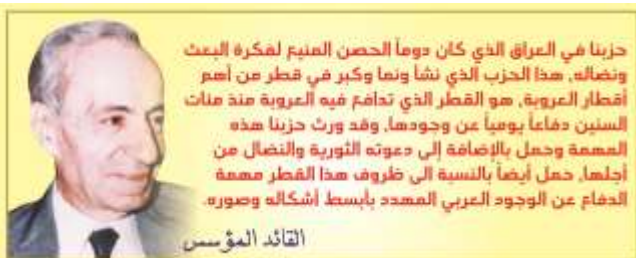 حزبنا في العراق الذي كان دوماً الحصن المنيع لفكرة البعث
ونضاله، هذا الحزب الذي نشأ ونما وكبر في قطر من أهم
أقطار العروبة، هو القطر الذي تدافع فيه العروبة منذ مئات
السنين دفاعاً يومياً عن وجودها، وقد ورث حزبنا هذه
المهمة وحمل بالإضافة إلى دعوته الثورية والنضال من
أجلها، حمل أيضاً بالنسبة الى ظروف هذا القطر مهمة
الدفاع عن الوجود العربي المهدد بأبسط أشكاله وصوره.
القائد المؤسس